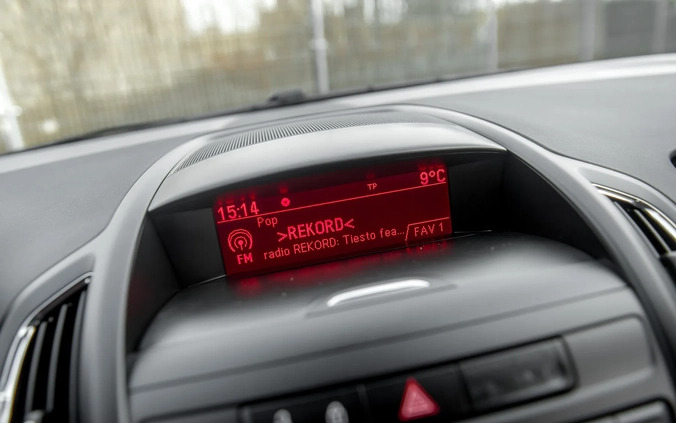 15:14 TP 9°C
Pop
>REKORD<
FM radio REKORD: Tiesto fea... FAV 1